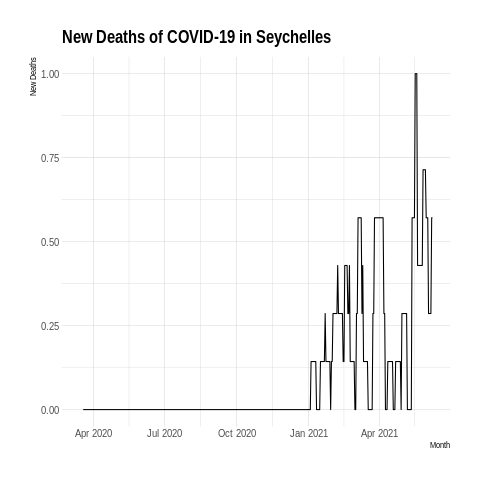 New Deaths of COVID-19 in Seychelles
New Deaths
1.00
0.75
0.50
0.25
0.00
Apr 2020 Jul 2020 Oct 2020 Jan 2021 Apr 2021
Month